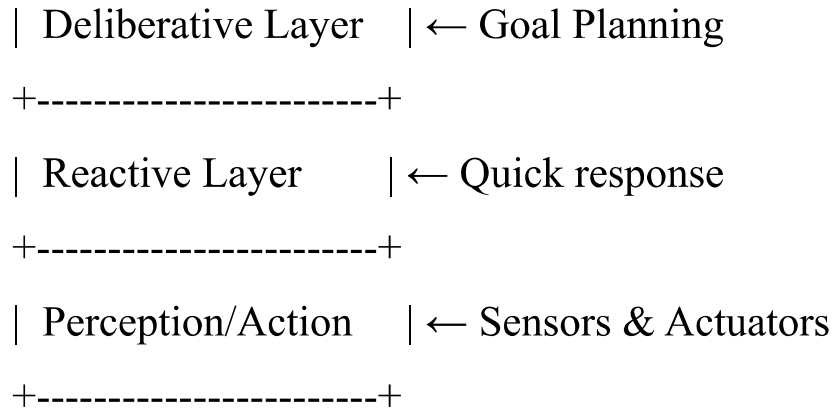 |  Deliberative Layer    | ← Goal Planning
+------------------------+
|  Reactive Layer        | ← Quick response
+------------------------+
|  Perception/Action     | ← Sensors & Actuators
+------------------------+